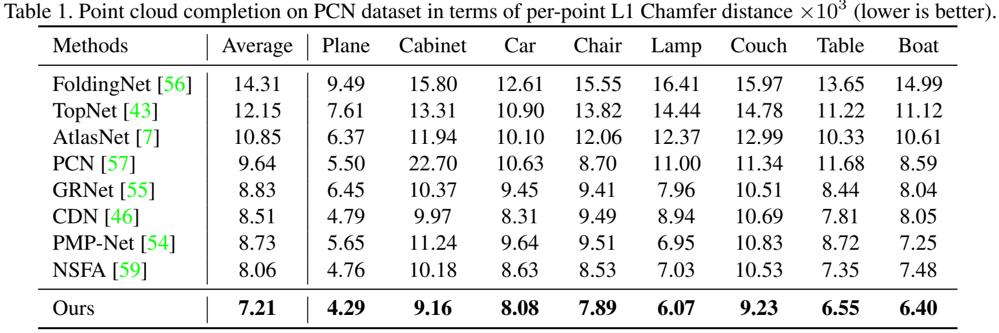 Table 1. Point cloud completion on PCN dataset in terms of per-point L1 Chamfer distance ×10³ (lower is better).
Methods Average Plane Cabinet Car Chair Lamp Couch Table Boat
FoldingNet [56] 14.31 9.49 15.80 12.61 15.55 16.41 15.97 13.65 14.99
TopNet [43] 12.15 7.61 13.31 10.90 13.82 14.44 14.78 11.22 11.12
AtlasNet [7] 10.85 6.37 11.94 10.10 12.06 12.37 12.99 10.33 10.61
PCN [57] 9.64 5.50 22.70 10.63 8.70 11.00 11.34 11.68 8.59
GRNet [55] 8.83 6.45 10.37 9.45 9.41 7.96 10.51 8.44 8.04
CDN [46] 8.51 4.79 9.97 8.31 9.49 8.94 10.69 7.81 8.05
PMP-Net [54] 8.73 5.65 11.24 9.64 9.51 6.95 10.83 8.72 7.25
NSFA [59] 8.06 4.76 10.18 8.63 8.53 7.03 10.53 7.35 7.48
Ours 7.21 4.29 9.16 8.08 7.89 6.07 9.23 6.55 6.40